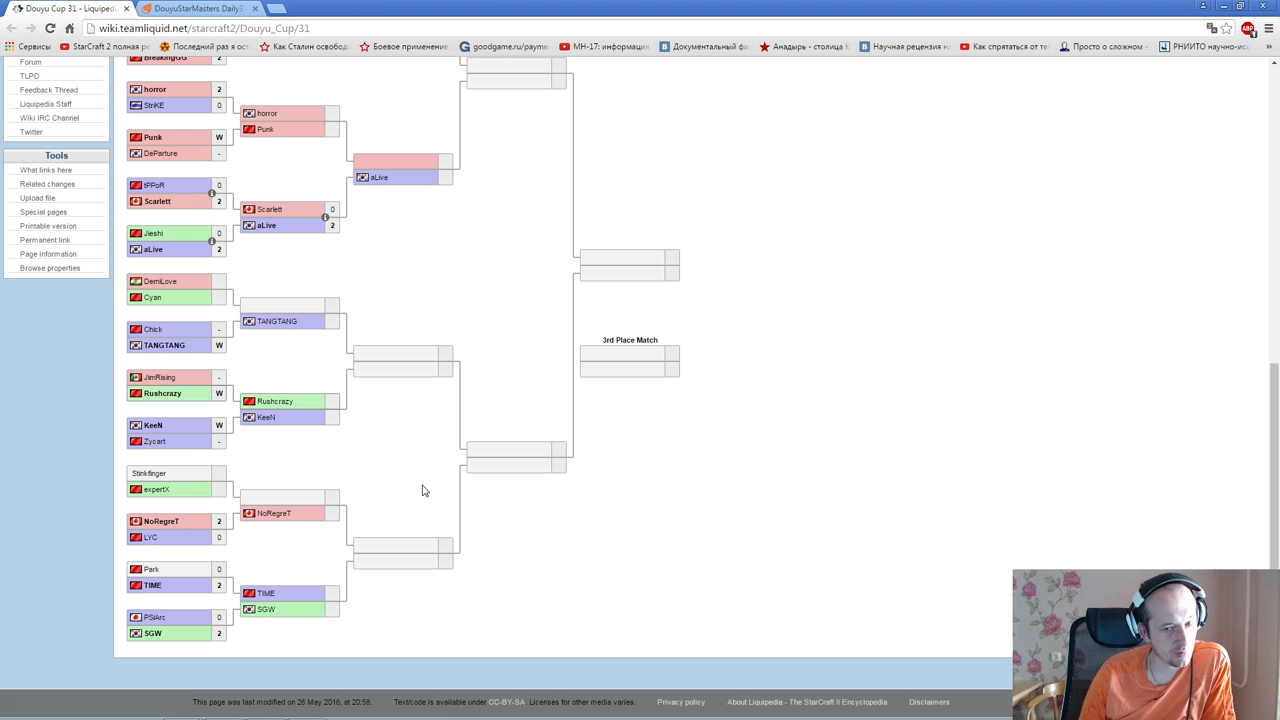 Douyu Cup 31 - Liquipedi
DouyuStarMasters Daily3
wiki.teamliquid.net/starcraft2/Douyu_Cup/31
Сервисы
StarCraft 2 полная ре
Последний раз я ост
Как Сталин освобод
Боевое применение
goodgame.ru/payme
МН-17: информация
Документальный фи
Анадырь - столица К
Научная рецензия н
Как спрятаться от те
Просто о сложном -
РНИИТО научно-исс
Forum
TLPD
Feedback Thread
Liquipedia Staff
Wiki IRC Channel
Twitter
Tools
What links here
Related changes
Upload file
Special pages
Printable version
Permanent link
Page information
Browse properties
BreakingGG 2
horror 2
StriKE 0
Punk W
DeParture -
tPPoR 0
Scarlett 2
Jieshi 0
aLive 2
DemiLove
Cyan
Chick -
TANGTANG W
JimRising -
Rushcrazy W
KeeN W
Zycart -
Stinkfinger
expertX
NoRegreT 2
LYC 0
Park 0
TIME 2
PSiArc 0
SGW 2
horror
Punk
Scarlett 0
aLive 2
TANGTANG
Rushcrazy
KeeN
NoRegreT
TIME
SGW
aLive
3rd Place Match
This page was last modified on 26 May 2016, at 20:58.
Text/code is available under CC-BY-SA. Licenses for other media varies.
Privacy policy
About Liquipedia - The StarCraft II Encyclopedia
Disclaimers